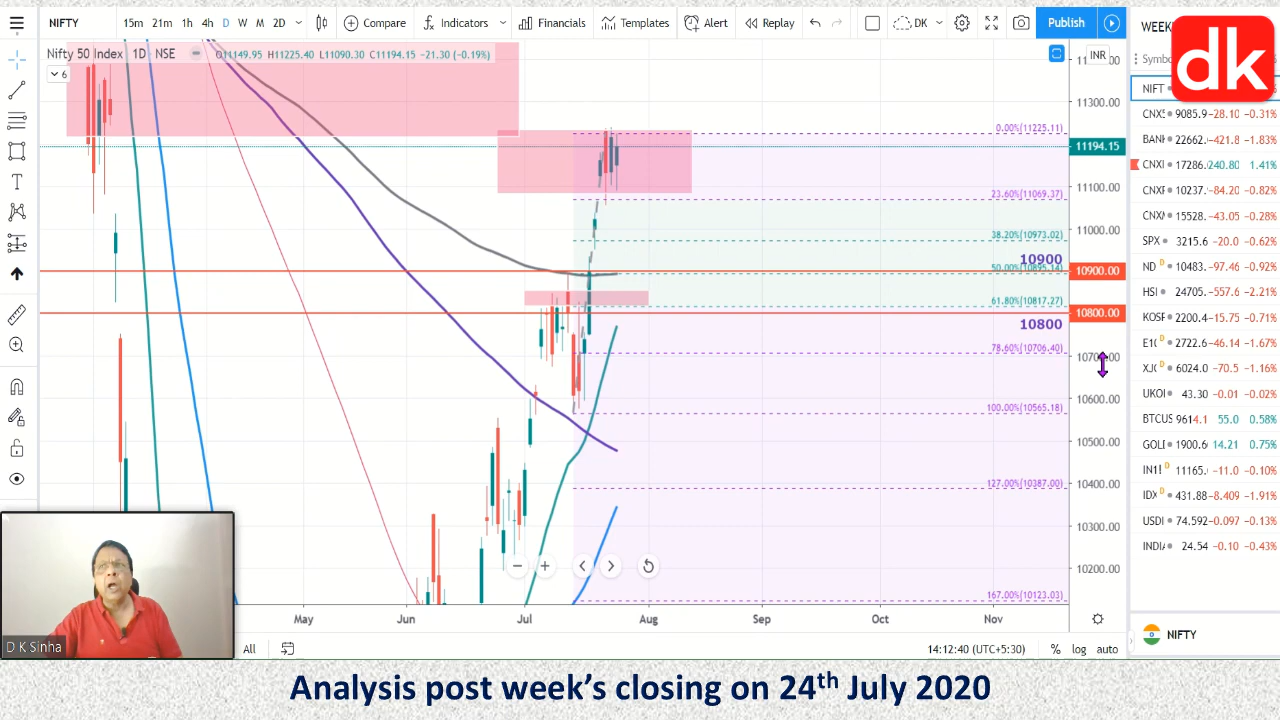 NIFTY 15m 21m 1h 4h D W M 2D Compare Indicators Financials Templates Alert Replay DK Publish
WEEK
dk
Nifty 50 Index 1D NSE O11149.95 H11225.40 L11090.30 C11194.15 −21.30 (−0.19%)
6
INR
Symbo
NIFT
CNXS 9085.9 -28.10 -0.31%
BAN 22662. -421.8 -1.83%
CNXI 17286. 240.80 1.41%
CNXF 10237. -84.20 -0.82%
CNXM 15528. -43.05 -0.28%
SPX 3215.6 -20.0 -0.62%
ND D 10483. -97.46 -0.92%
HSI 24705. -557.6 -2.21%
KOSF 2200.4 -15.75 -0.71%
E1 D 2722.6 -46.14 -1.67%
XJ D 6024.0 -70.5 -1.16%
UKOI 43.30 -0.01 -0.02%
BTCUS 9614.1 55.0 0.58%
GOLD 1900.6 14.21 0.75%
IN1! D 11165. -11.0 -0.10%
IDX D 431.88 -8.409 -1.91%
USDI 74.592 -0.097 -0.13%
INDIA 24.54 -0.10 -0.43%
0.00%(11225.11)
23.60%(11069.37)
38.20%(10973.02)
10900
50.00%(10895.14)
61.80%(10817.27)
10800
78.60%(10706.40)
100.00%(10565.18)
127.00%(10387.00)
167.00%(10123.03)
11300.00
11194.15
11100.00
11000.00
10900.00
10800.00
10600.00
10500.00
10400.00
10300.00
10200.00
May Jun Jul Aug Sep Oct Nov
D K Sinha
All
14:12:40 (UTC+5:30) % log auto
NIFTY
Analysis post week's closing on 24th July 2020